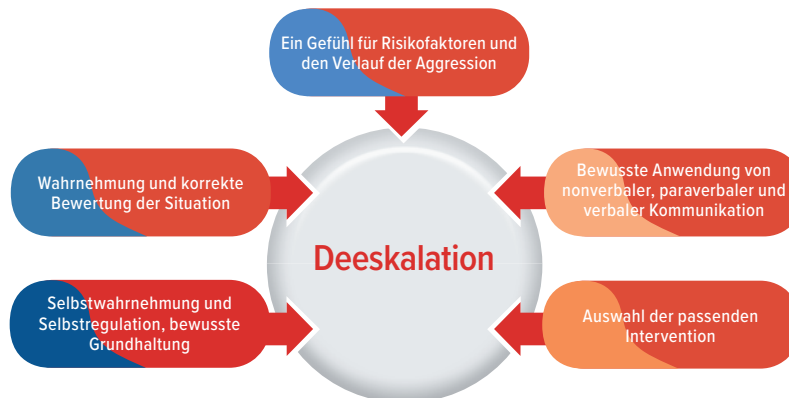 Ein Gefühl für Risikofaktoren und
den Verlauf der Aggression
Wahrnehmung und korrekte
Bewertung der Situation
Bewusste Anwendung von
nonverbaler, paraverbaler und
verbaler Kommunikation
Deeskalation
Selbstwahrnehmung und
Selbstregulation, bewusste
Grundhaltung
Auswahl der passenden
Intervention